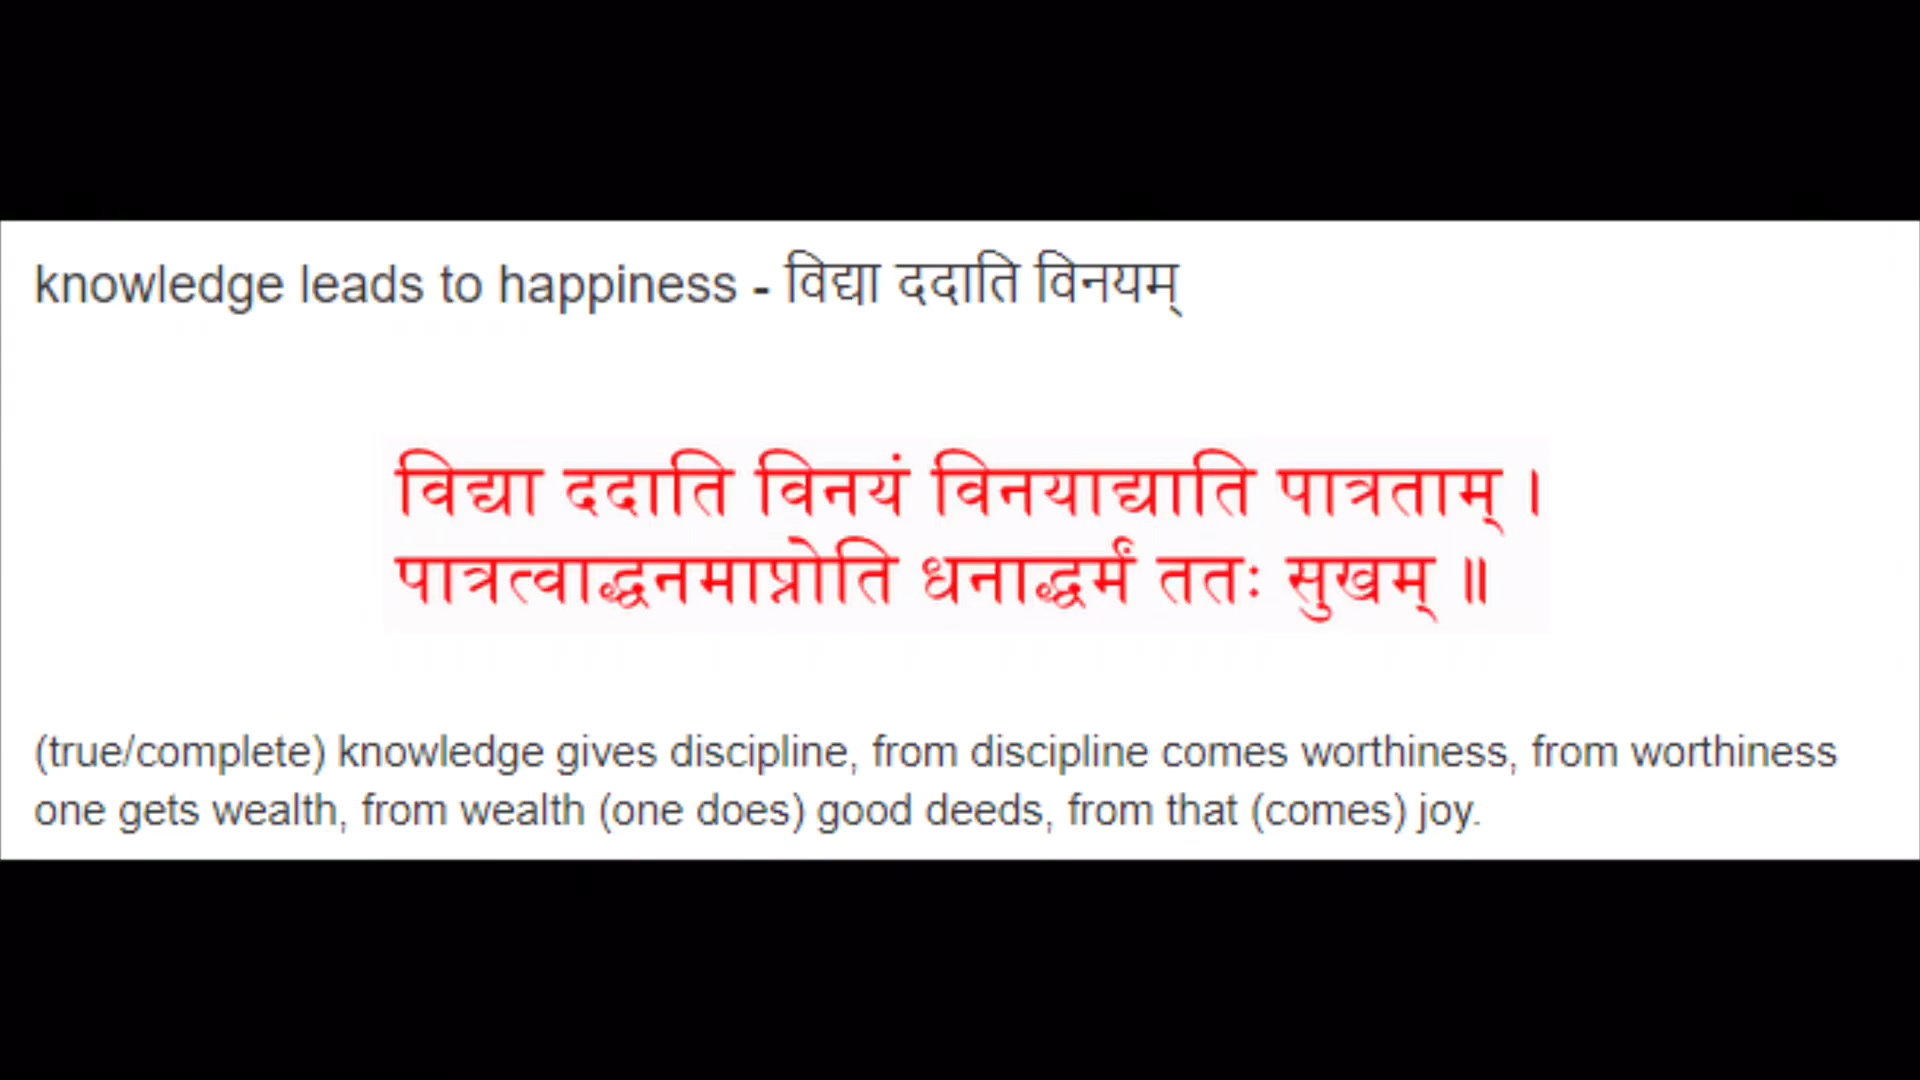 knowledge leads to happiness - विद्या ददाति विनयम्
विद्या ददाति विनयं विनयाद्याति पात्रताम् ।
पात्रत्वाद्धनमाप्नोति धनाद्धर्मं ततः सुखम् ॥
(true/complete) knowledge gives discipline, from discipline comes worthiness, from worthiness
one gets wealth, from wealth (one does) good deeds, from that (comes) joy.